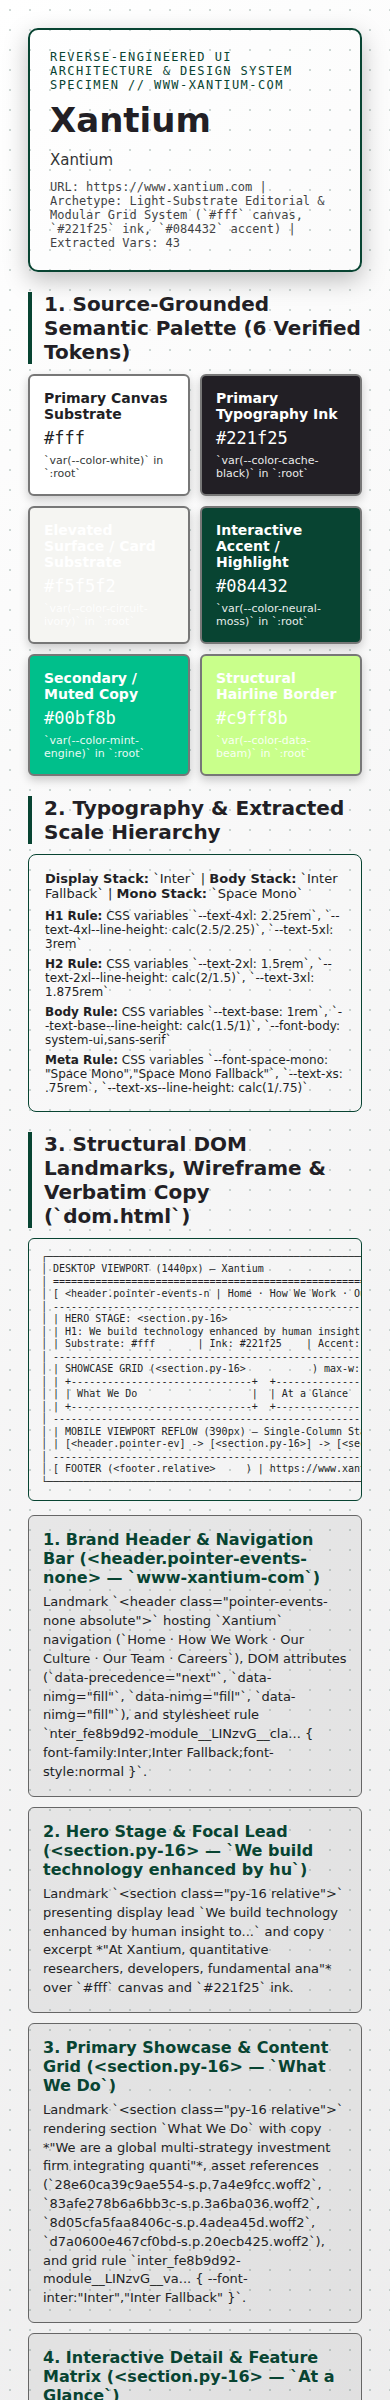 REVERSE-ENGINEERED UI
ARCHITECTURE & DESIGN SYSTEM
SPECIMEN // WWW-XANTIUM-COM
Xantium
Xantium
URL: https://www.xantium.com |
Archetype: Light-Substrate Editorial &
Modular Grid System (`#fff` canvas,
`#221f25` ink, `#084432` accent) |
Extracted Vars: 43
1. Source-Grounded
Semantic Palette (6 Verified
Tokens)
Primary Canvas
Substrate
#fff
`var(--color-white)` in
`:root`
Primary
Typography Ink
#221f25
`var(--color-cache-
black)` in `:root`
Elevated
Surface / Card
Substrate
#f5f5f2
Interactive
Accent /
Highlight
#084432
`var(--color-neural-
moss)` in `:root`
Secondary /
Muted Copy
#00bf8b
`var(--color-mint-
engine)` in `:root`
Structural
Hairline Border
#c9ff8b
`var(--color-data-
beam)` in `:root`
2. Typography & Extracted
Scale Hierarchy
Display Stack: `Inter` | Body Stack: `Inter
Fallback` | Mono Stack: `Space Mono`
H1 Rule: CSS variables `--text-4xl: 2.25rem`, `--
text-4xl--line-height: calc(2.5/2.25)`, `--text-5xl:
3rem`
H2 Rule: CSS variables `--text-2xl: 1.5rem`, `--
text-2xl--line-height: calc(2/1.5)`, `--text-3xl:
1.875rem`
Body Rule: CSS variables `--text-base: 1rem`, `-
-text-base--line-height: calc(1.5/1)`, `--font-body:
system-ui,sans-serif`
Meta Rule: CSS variables `--font-space-mono:
"Space Mono","Space Mono Fallback"`, `--text-xs:
.75rem`, `--text-xs--line-height: calc(1/.75)`
3. Structural DOM
Landmarks, Wireframe &
Verbatim Copy
(`dom.html`)
DESKTOP VIEWPORT (1440px) — Xantium
[ <header.pointer-events-n | Home · How We Work · O
| HERO STAGE: <section.py-16>
| H1: We build technology enhanced by human insight
| Substrate: #fff | Ink: #221f25 | Accent:
| SHOWCASE GRID (<section.py-16> ) max-w:
| +------------------------------+ +--------------
| | What We Do | | At a Glance
| +------------------------------+ +--------------
| MOBILE VIEWPORT REFLOW (390px) — Single-Column St
| [<header.pointer-ev] -> [<section.py-16] -> [<sec
[ FOOTER (<footer.relative> ) | https://www.xan
1. Brand Header & Navigation
Bar (<header.pointer-events-
none> — `www-xantium-com`)
Landmark `<header class="pointer-events-
none absolute">` hosting `Xantium`
navigation (`Home · How We Work · Our
Culture · Our Team · Careers`), DOM attributes
(`data-precedence="next"`, `data-
nimg="fill"`, `data-nimg="fill"`, `data-
nimg="fill"`), and stylesheet rule
`nter_fe8b9d92-module__LINzvG__cla... {
font-family:Inter,Inter Fallback;font-
style:normal }`.
2. Hero Stage & Focal Lead
(<section.py-16> — `We build
technology enhanced by hu`)
Landmark `<section class="py-16 relative">`
presenting display lead `We build technology
enhanced by human insight to...` and copy
excerpt *"At Xantium, quantitative
researchers, developers, fundamental ana"*
over `#fff` canvas and `#221f25` ink.
3. Primary Showcase & Content
Grid (<section.py-16> — `What
We Do`)
Landmark `<section class="py-16 relative">`
rendering section `What We Do` with copy
*"We are a global multi-strategy investment
firm integrating quanti"*, asset references
(`28e60ca39c9ae554-s.p.7a4e9fcc.woff2`,
`83afe278b6a6bb3c-s.p.3a6ba036.woff2`,
`8d05cfa5faa8406c-s.p.4adea45d.woff2`,
`d7a0600e467cf0bd-s.p.20ecb425.woff2`),
and grid rule `inter_fe8b9d92-
module__LINzvG__va... { --font-
inter:"Inter","Inter Fallback" }`.
4. Interactive Detail & Feature
Matrix (<section.py-16> — `At a
Glance`)